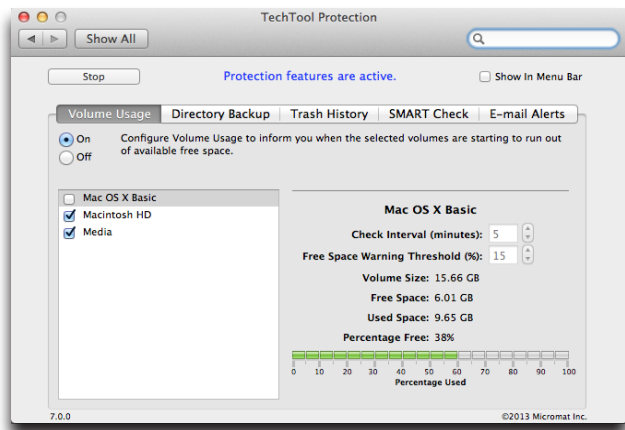 TechTool Protection
Show All
Stop
Protection features are active.
Show In Menu Bar
Volume Usage
Directory Backup
Trash History
SMART Check
E-mail Alerts
On
Off
Configure Volume Usage to inform you when the selected volumes are starting to run out
of available free space.
Mac OS X Basic
Macintosh HD
Media
Mac OS X Basic
Check Interval (minutes): 5
Free Space Warning Threshold (%): 15
Volume Size: 15.66 GB
Free Space: 6.01 GB
Used Space: 9.65 GB
Percentage Free: 38%
0 10 20 30 40 50 60 70 80 90 100
Percentage Used
7.0.0
©2013 Micromat Inc.